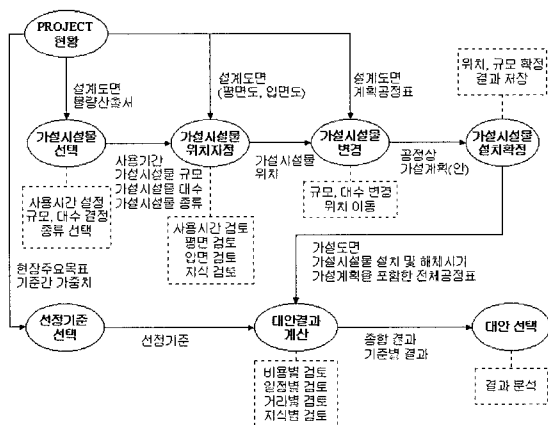 PROJECT
현황
위치, 규모 확정
결과 저장
설계도면
물량산출서
설계도면
(평면도, 입면도)
설계도면
계획공정표
가설시설물
선택
가설시설물
위치지정
가설시설물
변경
가설시설물
설치확정
사용기간
가설시설물 규모
가설시설물 대수
가설시설물 종류
가설시설물
위치
공정상
가설계획(안)
사용시간 설정
규모, 대수 결정
종류 선택
사용시간 검토
평면 검토
입면 검토
지식 검토
규모, 대수 변경
위치 이동
현장주요목표
기준간 가중치
가설도면
가설시설물 설치 및 해체시기
가설계획을 포함한 전체공정표
선정기준
선택
선정기준
대안결과
계산
종합 결과
기준별 결과
대안 선택
비용별 검토
일정별 검토
거리별 검토
지식별 검토
결과 분석